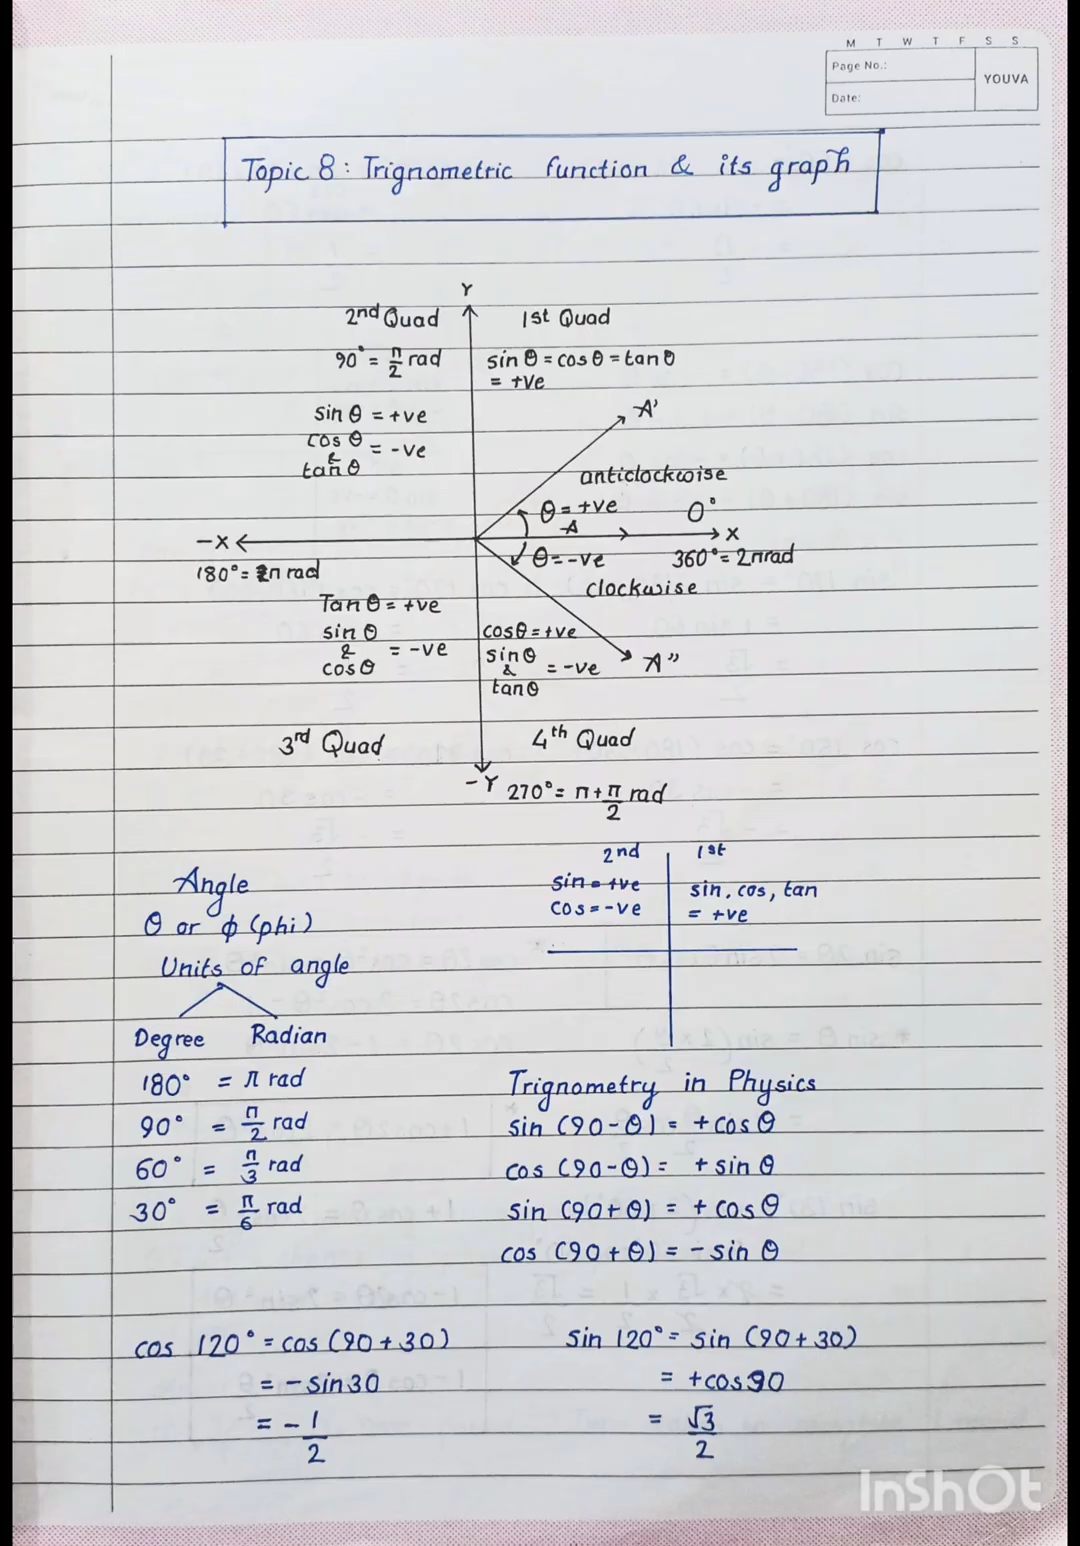 M T W T F S S
Page No.:
YOUVA
Date:
Topic 8 : Trignometric function & its graph
Y
2nd Quad
1st Quad
90° = π/2 rad
sin θ = cos θ = tan θ
= +ve
sin θ = +ve
cos θ
&
tan θ
= -ve
A'
anticlockwise
θ = +ve
0°
A
-X
X
180° = π rad
θ = -ve
360° = 2π rad
clockwise
Tan θ = +ve
sin θ
&
cos θ
= -ve
cos θ = +ve
sin θ
&
tan θ
= -ve
A"
3rd Quad
4th Quad
-Y
270° = π + π/2 rad
2nd
1st
sin = +ve
cos = -ve
sin, cos, tan
= +ve
Angle
θ or ϕ (phi)
Units of angle
Degree Radian
180° = π rad
90° = π/2 rad
60° = π/3 rad
30° = π/6 rad
Trignometry in Physics
sin (90 - θ) = + cos θ
cos (90 - θ) = + sin θ
sin (90 + θ) = + cos θ
cos (90 + θ) = - sin θ
cos 120° = cos (90 + 30)
= - sin 30
= - 1/2
sin 120° = sin (90 + 30)
= + cos 90
= √3/2
InShOt